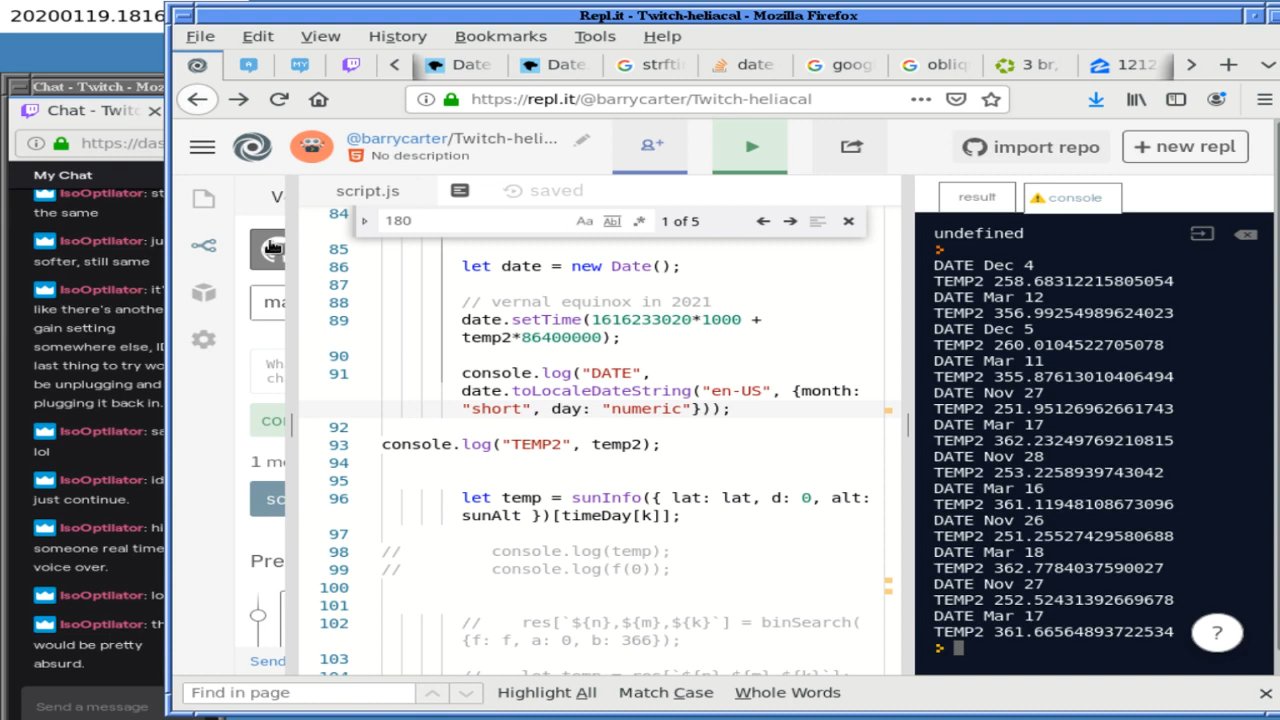 20200119.1816
Repl.it - Twitch-heliacal - Mozilla Firefox
File Edit View History Bookmarks Tools Help
Date Date strfti date goog obliq 3 br, 1212
https://repl.it/@barrycarter/Twitch-heliacal
@barrycarter/Twitch-heli...
No description
import repo
+ new repl
Chat - Twitch - Moz
Chat - Twitc
https://das
My Chat
IsoOptilator: st
the same
IsoOptilator: ju
softer, still same
IsoOptilator: it'
like there's anothe
gain setting
somewhere else, I
last thing to try wo
be unplugging and
plugging it back in.
IsoOptilator: sa
lol
IsoOptilator: id
just continue.
IsoOptilator: hi
someone real time
voice over.
IsoOptilator: lo
IsoOptilator: th
would be pretty
absurd.
Send a message
V
ma
Wh
ch
co
1 m
sc
Pre
Send
script.js
saved
180
Aa Abl .* 1 of 5
84
85
86 let date = new Date();
87
88 // vernal equinox in 2021
89 date.setTime(1616233020*1000 +
temp2*86400000);
90
91 console.log("DATE",
date.toLocaleDateString("en-US", {month:
"short", day: "numeric"}));
92
93 console.log("TEMP2", temp2);
94
95
96 let temp = sunInfo({ lat: lat, d: 0, alt:
sunAlt })[timeDay[k]];
97
98 // console.log(temp);
99 // console.log(f(0));
100
101
102 // res[`${n},${m},${k}`] = binSearch(
{f: f, a: 0, b: 366});
103
104 // let temp = res[`${n},${m},${k}`];
result
console
undefined
DATE Dec 4
TEMP2 258.68312215805054
DATE Mar 12
TEMP2 356.99254989624023
DATE Dec 5
TEMP2 260.0104522705078
DATE Mar 11
TEMP2 355.87613010406494
DATE Nov 27
TEMP2 251.95126962661743
DATE Mar 17
TEMP2 362.23249769210815
DATE Nov 28
TEMP2 253.2258939743042
DATE Mar 16
TEMP2 361.11948108673096
DATE Nov 26
TEMP2 251.25527429580688
DATE Mar 18
TEMP2 362.7784037590027
DATE Nov 27
TEMP2 252.52431392669678
DATE Mar 17
TEMP2 361.66564893722534
?
Find in page
Highlight All Match Case Whole Words